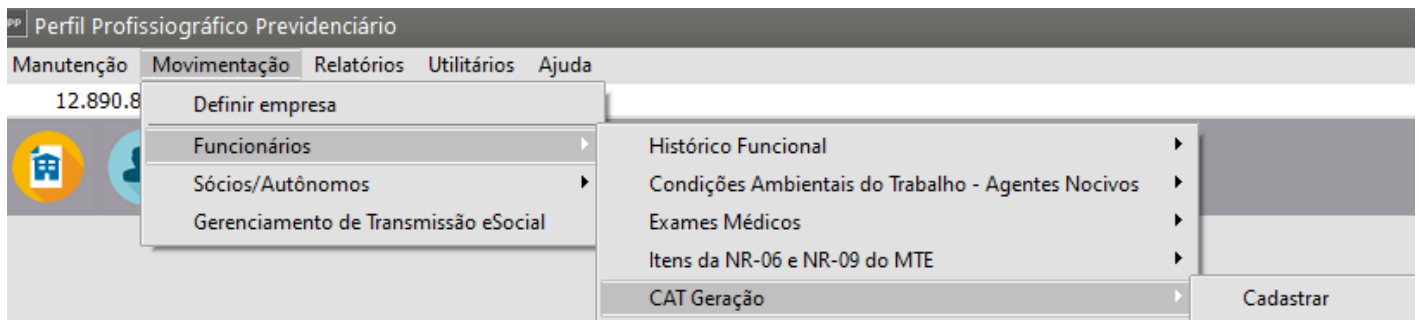 PP Perfil Profissiográfico Previdenciário
Manutenção Movimentação Relatórios Utilitários Ajuda
12.890.8
Definir empresa
Funcionários
Sócios/Autônomos
Gerenciamento de Transmissão eSocial
Histórico Funcional
Condições Ambientais do Trabalho - Agentes Nocivos
Exames Médicos
Itens da NR-06 e NR-09 do MTE
CAT Geração
Cadastrar